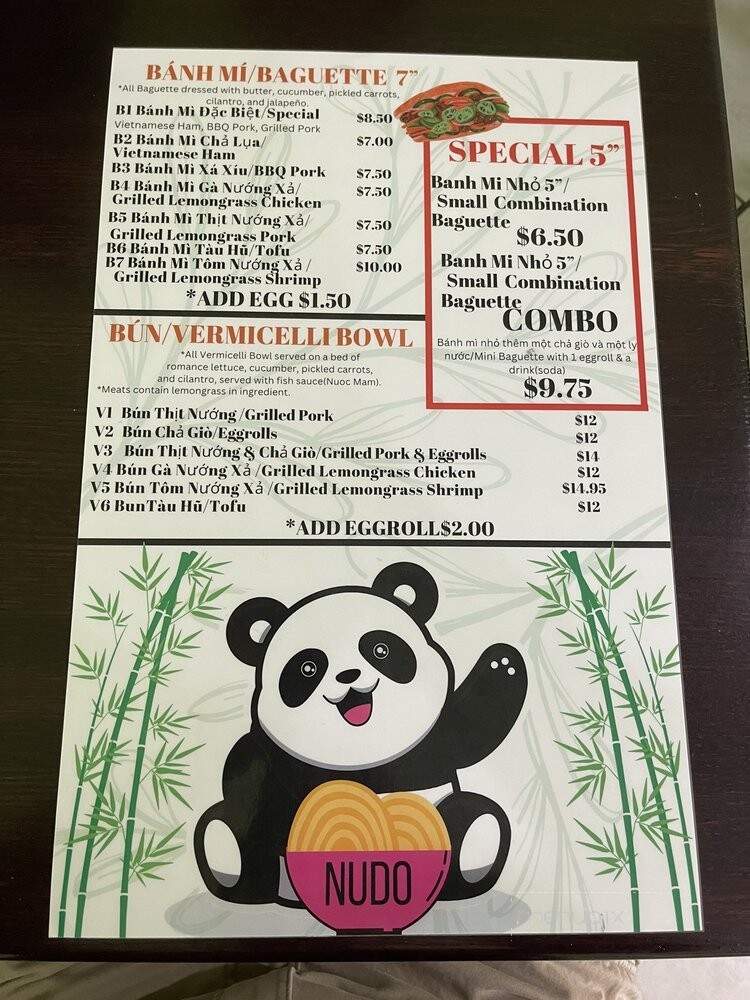 BÁNH MÍ/BAGUETTE 7"
*All Baguette dressed with butter, cucumber, pickled carrots,
cilantro, and jalapeño.
B1 Bánh Mì Đặc Biệt/Special $8.50
Vietnamese Ham, BBQ Pork, Grilled Pork
B2 Bánh Mì Chả Lụa/ $7.00
Vietnamese Ham
B3 Bánh Mì Xá Xíu/BBQ Pork $7.50
B4 Bánh Mì Gà Nướng Xả/ $7.50
Grilled Lemongrass Chicken
B5 Bánh Mì Thịt Nướng Xả/ $7.50
Grilled Lemongrass Pork
B6 Bánh Mì Tàu Hũ/Tofu $7.50
B7 Bánh Mì Tôm Nướng Xả / $10.00
Grilled Lemongrass Shrimp
*ADD EGG $1.50
SPECIAL 5"
Banh Mi Nhỏ 5"/
Small Combination
Baguette
$6.50
Banh Mi Nhỏ 5"/
Small Combination
Baguette
COMBO
Bánh mì nhỏ thêm một chả giò và một ly
nước/Mini Baguette with 1 eggroll & a
drink(soda)
$9.75
BÚN/VERMICELLI BOWL
*All Vermicelli Bowl served on a bed of
romance lettuce, cucumber, pickled carrots,
and cilantro, served with fish sauce(Nuoc Mam).
*Meats contain lemongrass in ingredient.
V1 Bún Thịt Nướng /Grilled Pork $12
V2 Bún Chả Giò/Eggrolls $12
V3 Bún Thịt Nướng & Chả Giò/Grilled Pork & Eggrolls $14
V4 Bún Gà Nướng Xả /Grilled Lemongrass Chicken $12
V5 Bún Tôm Nướng Xả /Grilled Lemongrass Shrimp $14.95
V6 Bun Tàu Hũ/Tofu $12
*ADD EGGROLL$2.00
NUDO